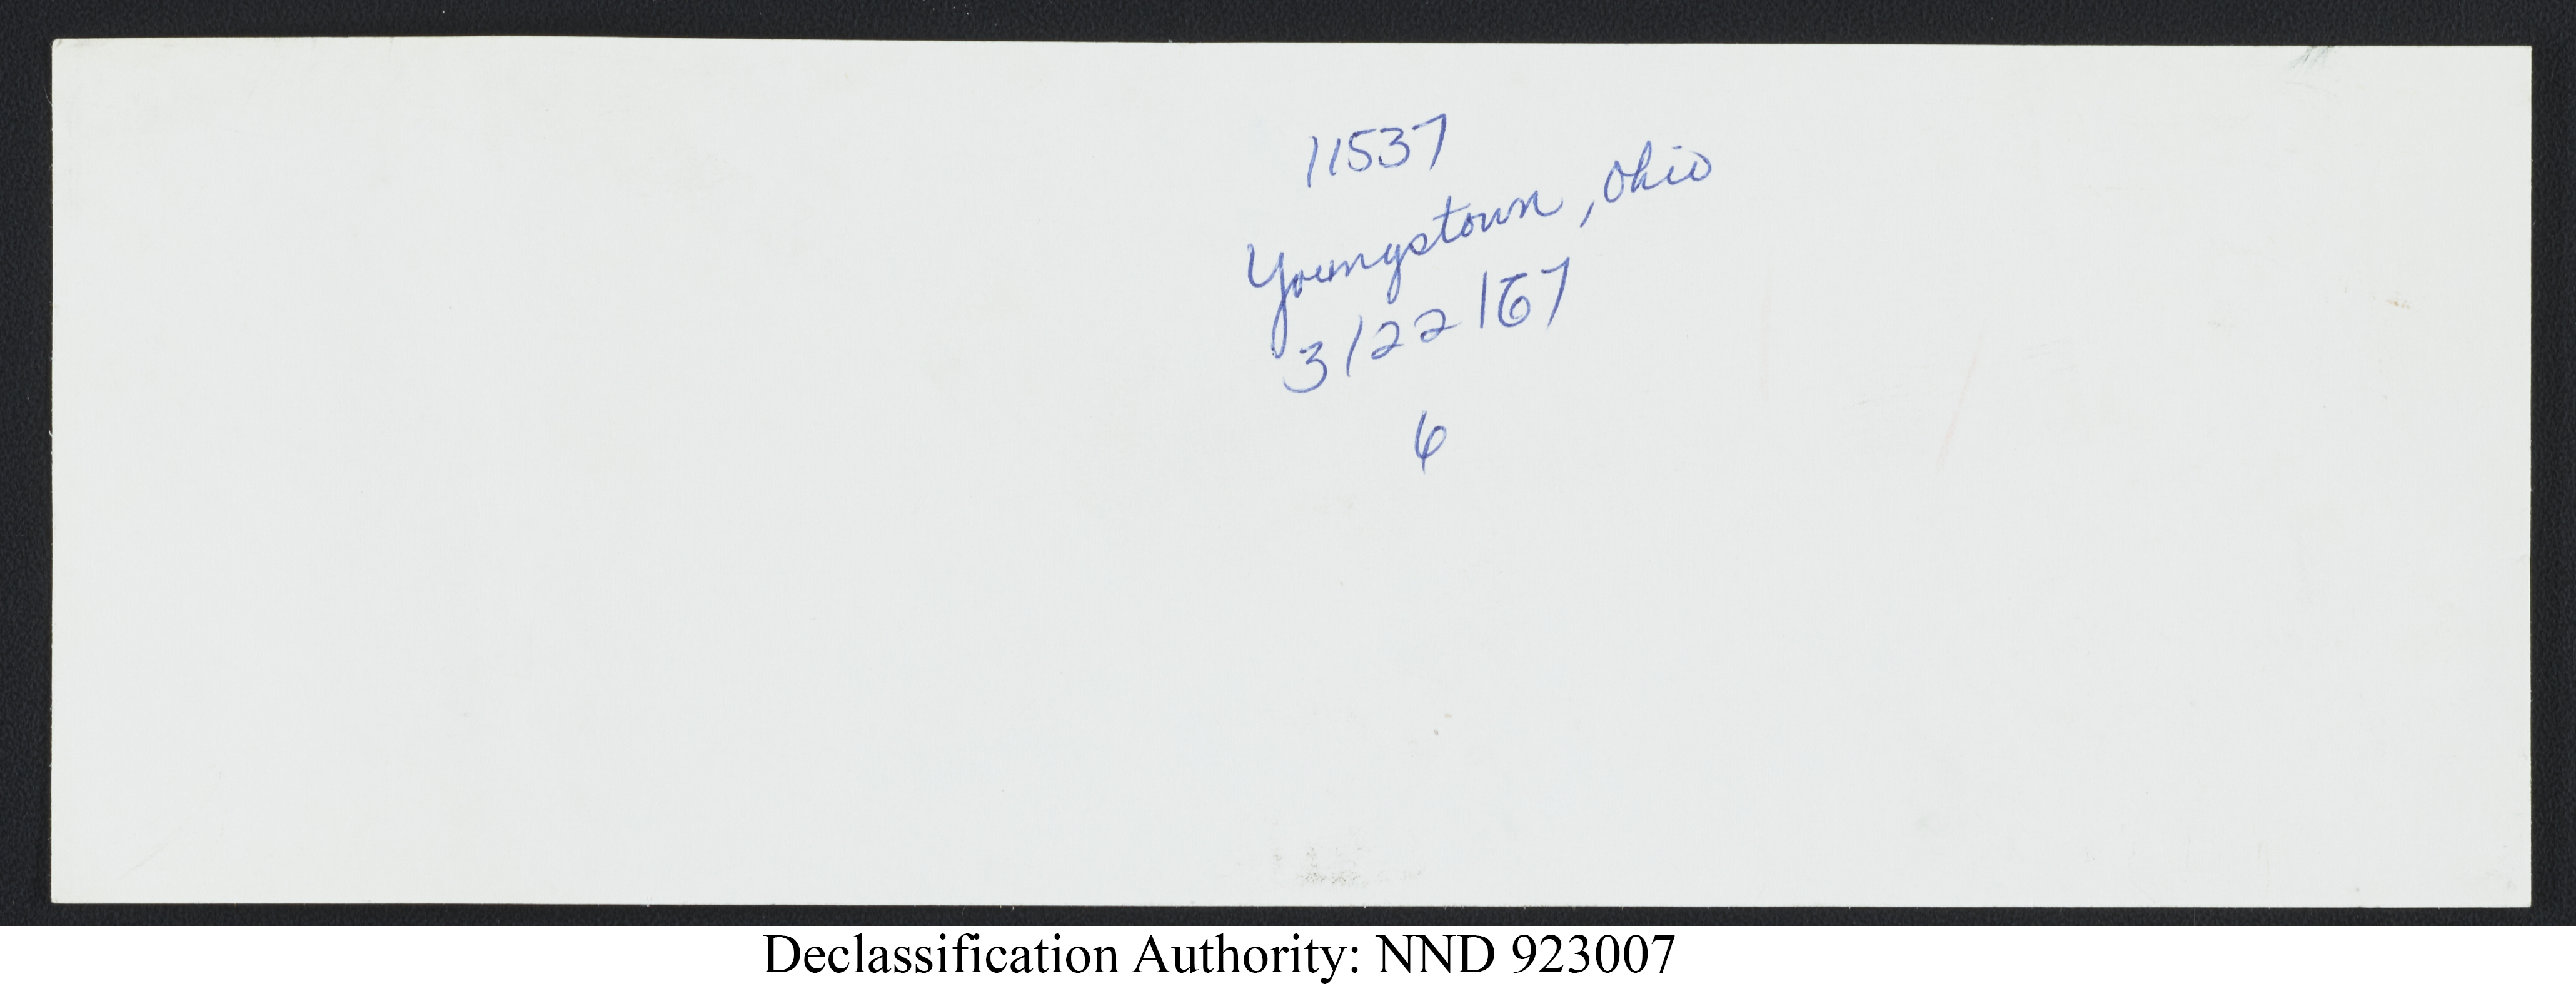 11537
Youngstown, Ohio
3/22/67
6
Declassification Authority: NND 923007